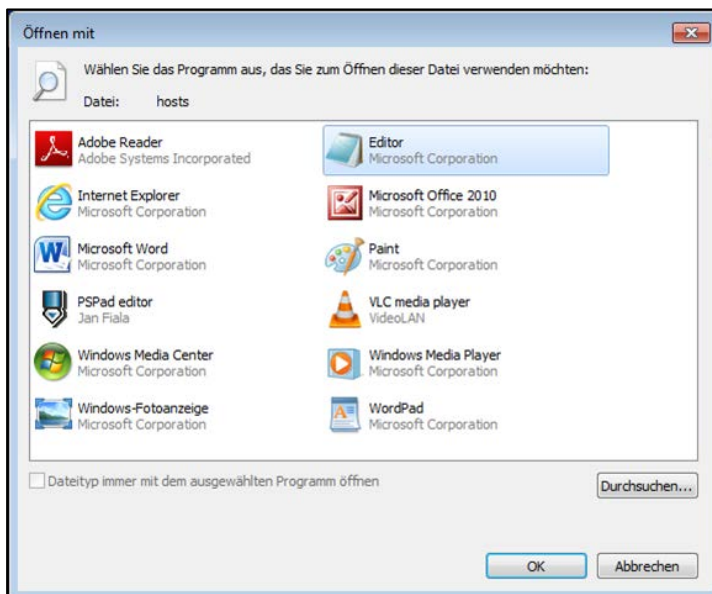 Öffnen mit
Wählen Sie das Programm aus, das Sie zum Öffnen dieser Datei verwenden möchten:
Datei: hosts
Adobe Reader
Adobe Systems Incorporated
Editor
Microsoft Corporation
Internet Explorer
Microsoft Corporation
Microsoft Office 2010
Microsoft Corporation
Microsoft Word
Microsoft Corporation
Paint
Microsoft Corporation
PSPad editor
Jan Fiala
VLC media player
VideoLAN
Windows Media Center
Microsoft Corporation
Windows Media Player
Microsoft Corporation
Windows-Fotoanzeige
Microsoft Corporation
WordPad
Microsoft Corporation
Dateityp immer mit dem ausgewählten Programm öffnen
Durchsuchen...
OK
Abbrechen